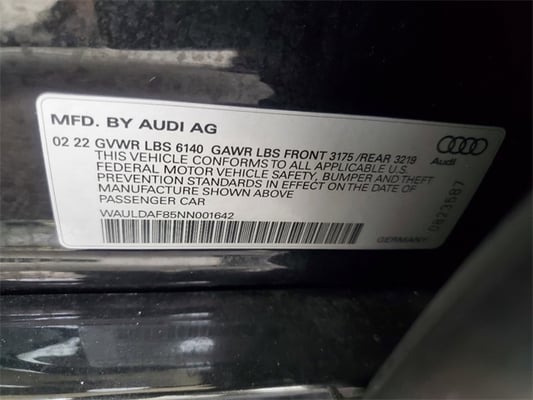 MFD. BY AUDI AG
02 22 GVWR LBS 6140 GAWR LBS FRONT 3175 /REAR 3219
THIS VEHICLE CONFORMS TO ALL APPLICABLE U.S.
FEDERAL MOTOR VEHICLE SAFETY, BUMPER AND THEFT
PREVENTION STANDARDS IN EFFECT ON THE DATE OF
MANUFACTURE SHOWN ABOVE
PASSENGER CAR
WAULDAF85NN001642
GERMANY
Audi
0823587